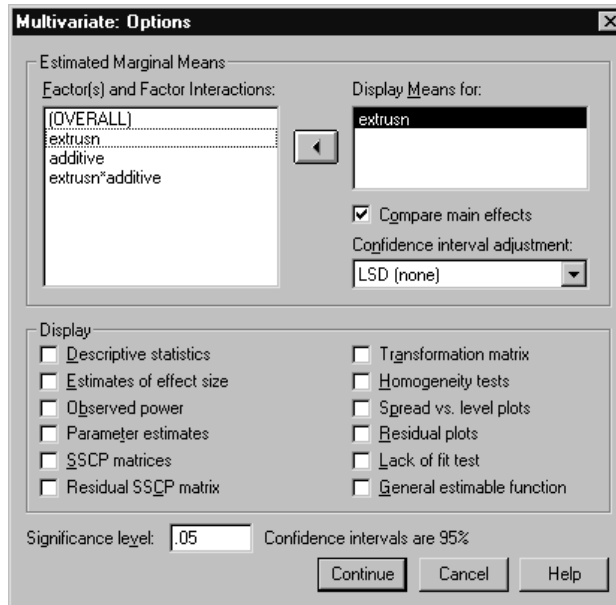 Multivariate: Options
Estimated Marginal Means
Factor(s) and Factor Interactions:
(OVERALL)
extrusn
additive
extrusn*additive
Display Means for:
extrusn
Compare main effects
Confidence interval adjustment:
LSD (none)
Display
Descriptive statistics
Estimates of effect size
Observed power
Parameter estimates
SSCP matrices
Residual SSCP matrix
Transformation matrix
Homogeneity tests
Spread vs. level plots
Residual plots
Lack of fit test
General estimable function
Significance level: .05 Confidence intervals are 95%
Continue Cancel Help